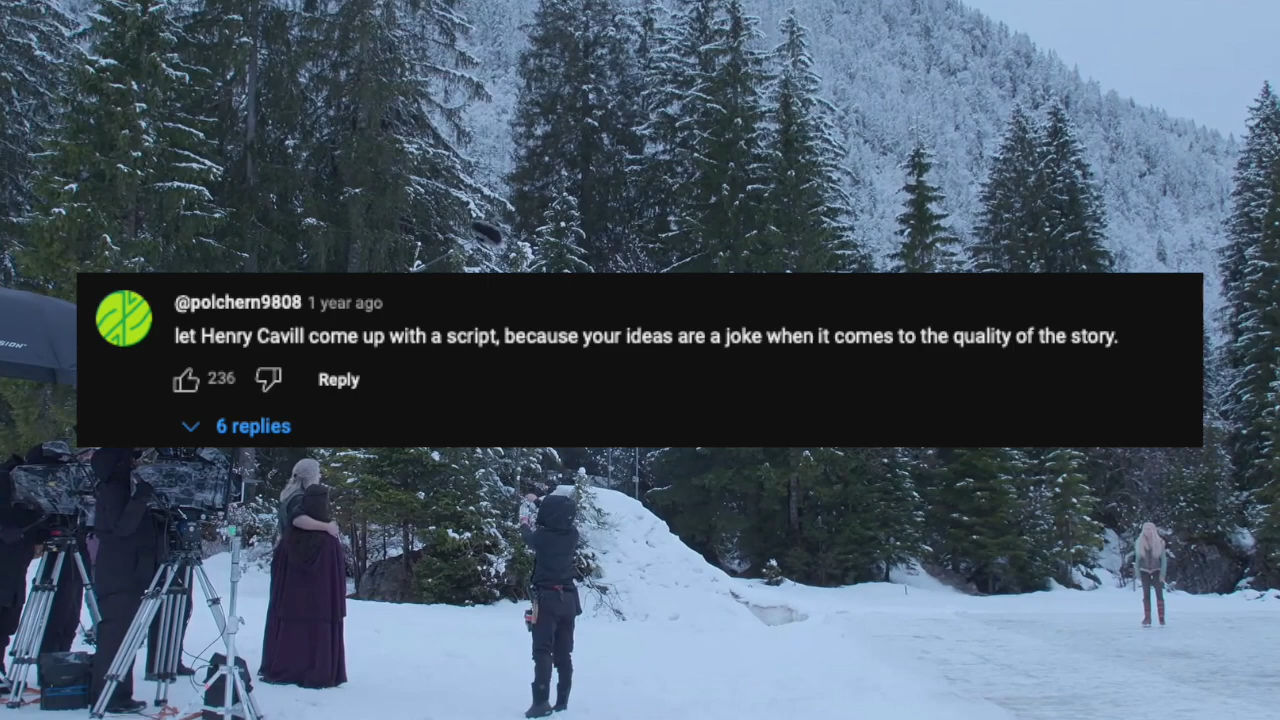 @polchern9808 1 year ago
let Henry Cavill come up with a script, because your ideas are a joke when it comes to the quality of the story.
236 Reply
6 replies